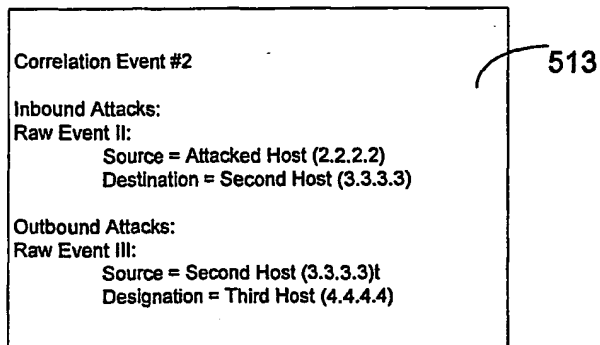 Correlation Event #2
513
Inbound Attacks:
Raw Event II:
Source = Attacked Host (2.2.2.2)
Destination = Second Host (3.3.3.3)
Outbound Attacks:
Raw Event III:
Source = Second Host (3.3.3.3)t
Designation = Third Host (4.4.4.4)